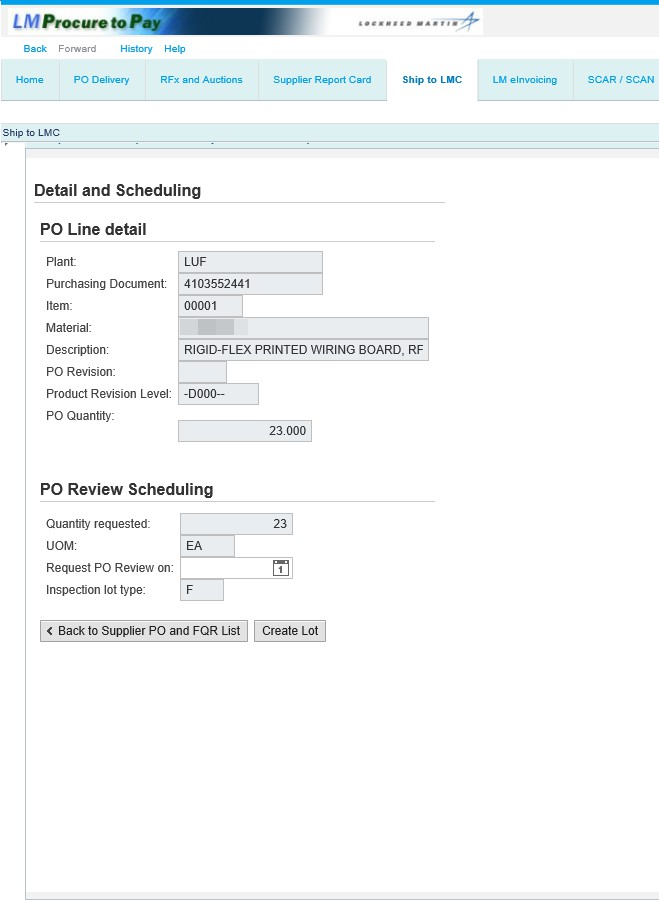 LM Procure to Pay
LOCKHEED MARTIN
Back Forward History Help
Home PO Delivery RFx and Auctions Supplier Report Card Ship to LMC LM eInvoicing SCAR / SCAN
Ship to LMC
Detail and Scheduling
PO Line detail
Plant: LUF
Purchasing Document: 4103552441
Item: 00001
Material:
Description: RIGID-FLEX PRINTED WIRING BOARD, RF
PO Revision:
Product Revision Level: -D000--
PO Quantity:
23.000
PO Review Scheduling
Quantity requested: 23
UOM: EA
Request PO Review on: 1
Inspection lot type: F
Back to Supplier PO and FQR List Create Lot